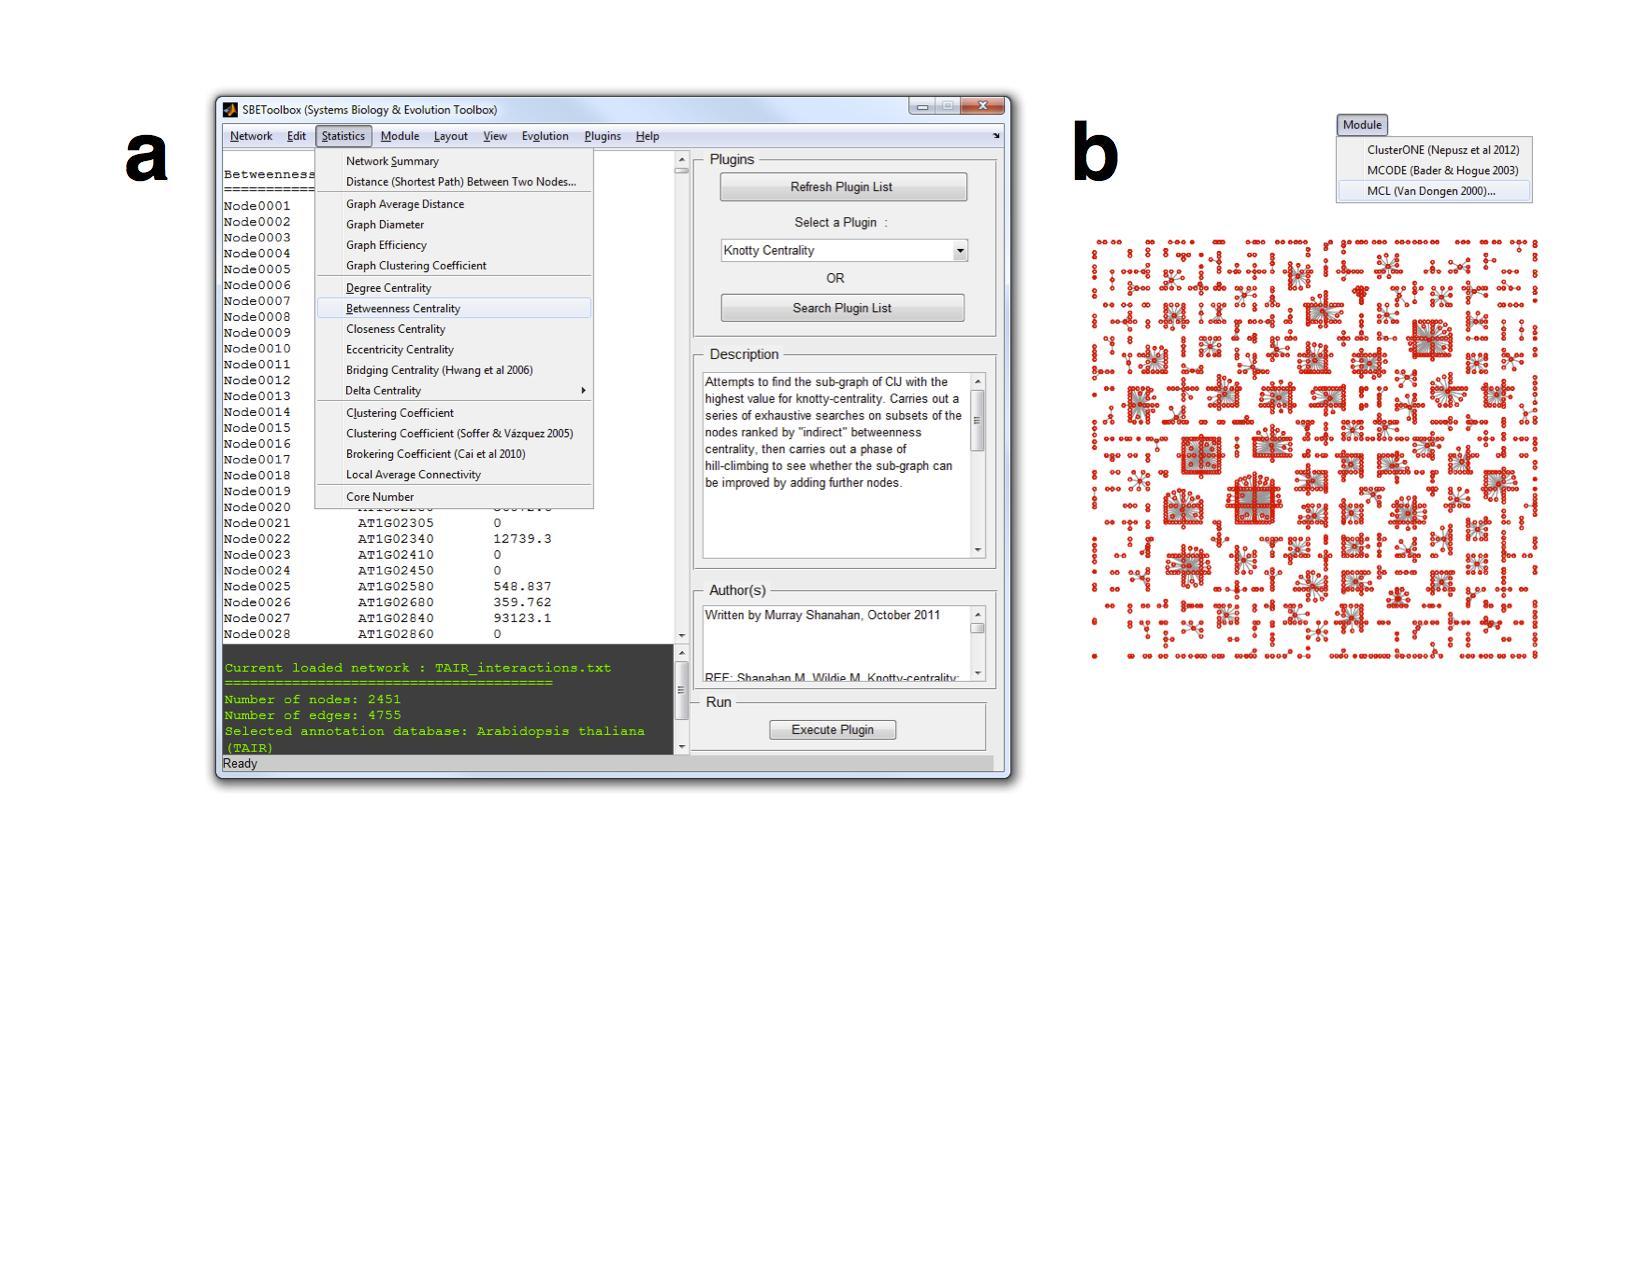 a
SBEToolbox (Systems Biology & Evolution Toolbox)
Network Edit Statistics Module Layout View Evolution Plugins Help
Network Summary
Distance (Shortest Path) Between Two Nodes...
Graph Average Distance
Graph Diameter
Graph Efficiency
Graph Clustering Coefficient
Degree Centrality
Betweenness Centrality
Closeness Centrality
Eccentricity Centrality
Bridging Centrality (Hwang et al 2006)
Delta Centrality
Clustering Coefficient
Clustering Coefficient (Soffer & Vázquez 2005)
Brokering Coefficient (Cai et al 2010)
Local Average Connectivity
Core Number
Betweenness
===========
Node0001
Node0002
Node0003
Node0004
Node0005
Node0006
Node0007
Node0008
Node0009
Node0010
Node0011
Node0012
Node0013
Node0014
Node0015
Node0016
Node0017
Node0018
Node0019
Node0020
Node0021 AT1G02305 0
Node0022 AT1G02340 12739.3
Node0023 AT1G02410 0
Node0024 AT1G02450 0
Node0025 AT1G02580 548.837
Node0026 AT1G02680 359.762
Node0027 AT1G02840 93123.1
Node0028 AT1G02860 0
Current loaded network : TAIR_interactions.txt
=======================================
Number of nodes: 2451
Number of edges: 4755
Selected annotation database: Arabidopsis thaliana
(TAIR)
Ready
Plugins
Refresh Plugin List
Select a Plugin :
Knotty Centrality
OR
Search Plugin List
Description
Attempts to find the sub-graph of CIJ with the
highest value for knotty-centrality. Carries out a
series of exhaustive searches on subsets of the
nodes ranked by "indirect" betweenness
centrality, then carries out a phase of
hill-climbing to see whether the sub-graph can
be improved by adding further nodes.
Author(s)
Written by Murray Shanahan, October 2011
REF: Shanahan M, Wildie M, Knotty-centrality:
Run
Execute Plugin
b
Module
ClusterONE (Nepusz et al 2012)
MCODE (Bader & Hogue 2003)
MCL (Van Dongen 2000)...